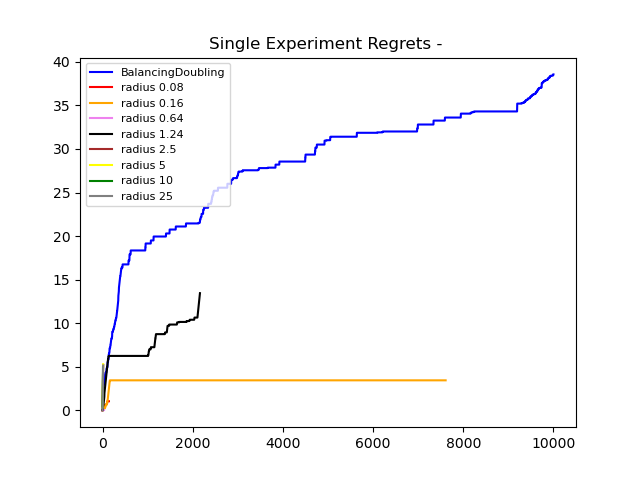 Single Experiment Regrets -
BalancingDoubling
radius 0.08
radius 0.16
radius 0.64
radius 1.24
radius 2.5
radius 5
radius 10
radius 25
40
35
30
25
20
15
10
5
0
0 2000 4000 6000 8000 10000